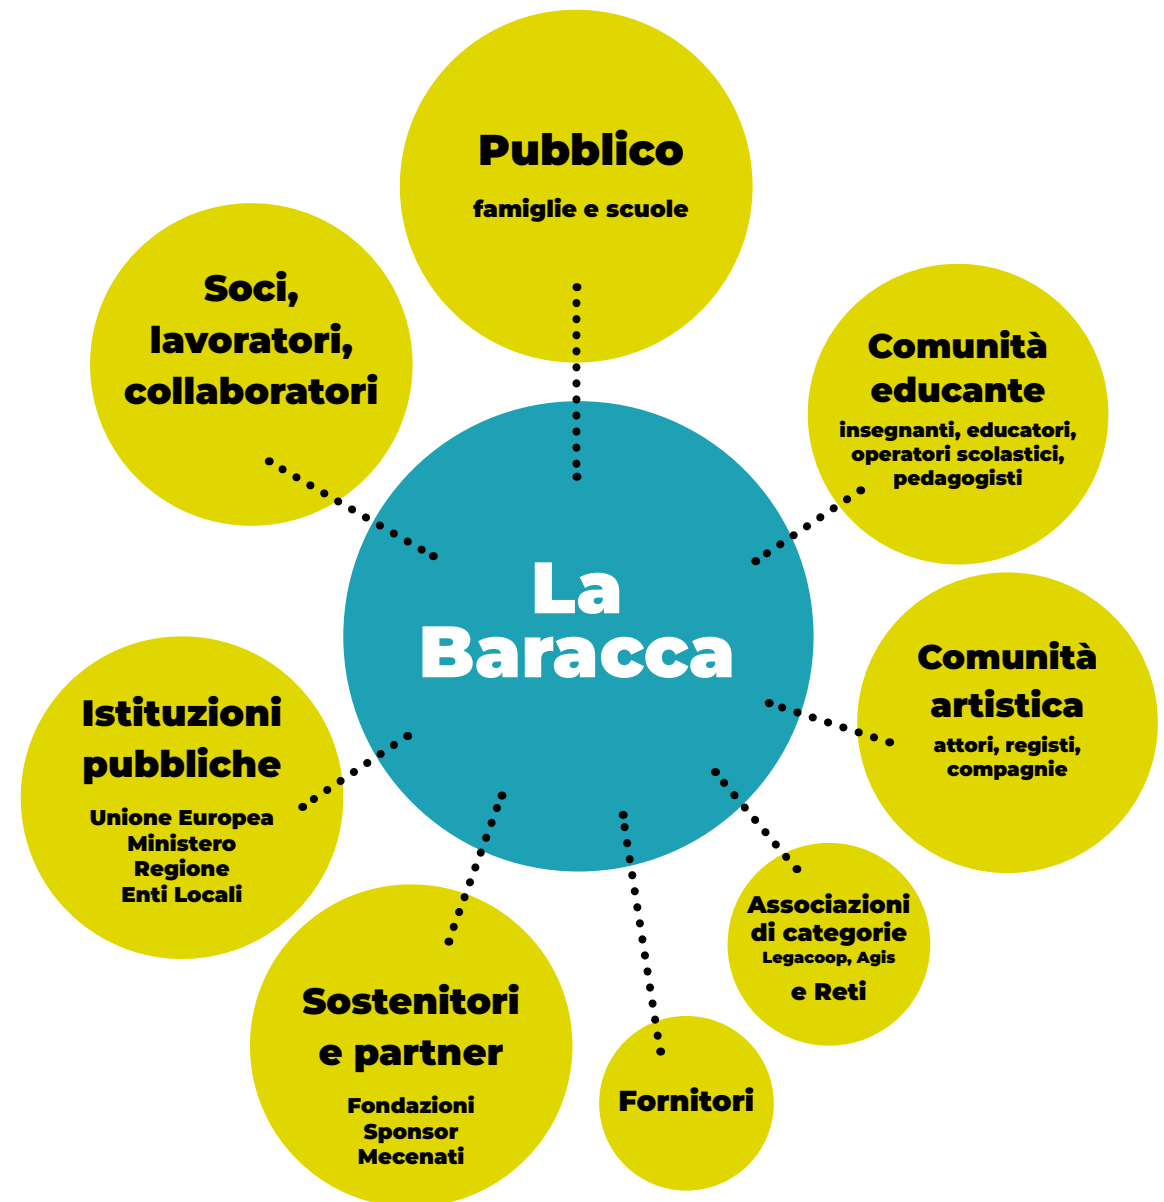 Pubblico
famiglie e scuole
Soci,
lavoratori,
collaboratori
Comunità
educante
insegnanti, educatori,
operatori scolastici,
pedagogisti
La
Baracca
Comunità
artistica
attori, registi,
compagnie
Istituzioni
pubbliche
Unione Europea
Ministero
Regione
Enti Locali
Associazioni
di categorie
Legacoop, Agis
e Reti
Sostenitori
e partner
Fondazioni
Sponsor
Mecenati
Fornitori